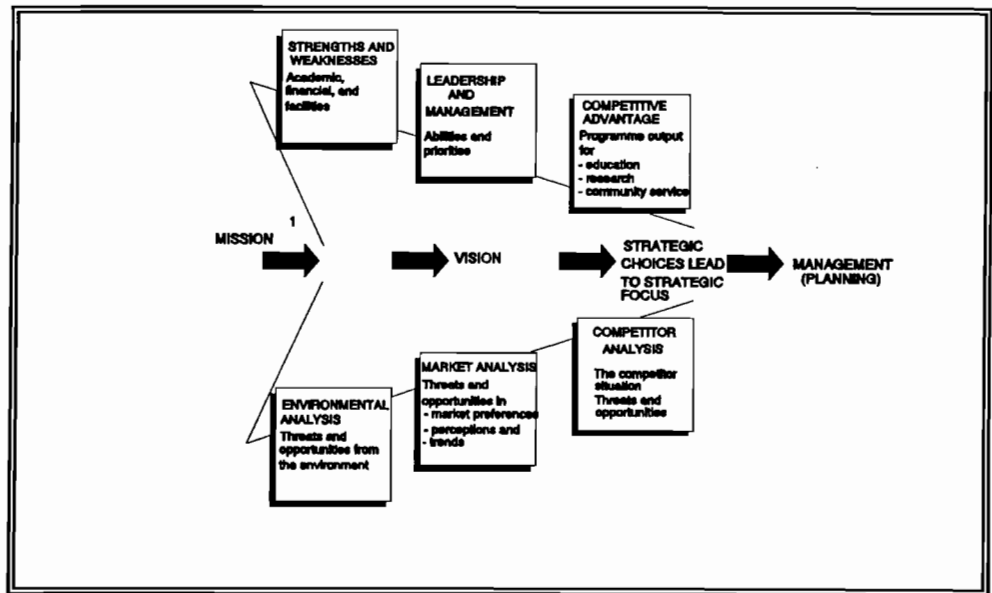 STRENGTHS AND
WEAKNESSES
Academic,
financial, and
facilities
LEADERSHIP
AND
MANAGEMENT
Abilities and
priorities
COMPETITIVE
ADVANTAGE
Programme output
for
- education
- research
- community service
1
MISSION
VISION
STRATEGIC
CHOICES LEAD
TO STRATEGIC
FOCUS
MANAGEMENT
(PLANNING)
ENVIRONMENTAL
ANALYSIS
Threats and
opportunities from
the environment
MARKET ANALYSIS
Threats and
opportunities in
- market preferences
- perceptions and
- trends
COMPETITOR
ANALYSIS
The competitor
situation
Threats and
opportunities